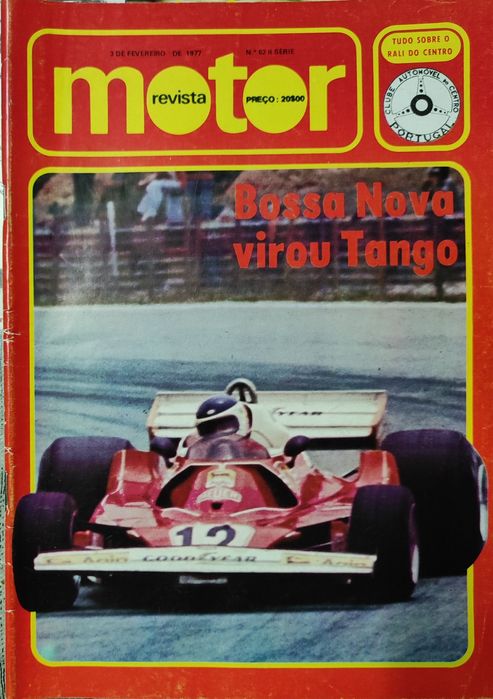 3 DE FEVEREIRO DE 1977 N.º 62 II SÉRIE
motor
revista
PREÇO: 20$00
TUDO SOBRE O
RALI DO CENTRO
CLUBE AUTOMÓVEL DO CENTRO
PORTUGAL
Bossa Nova
virou Tango
12
GOODYEAR